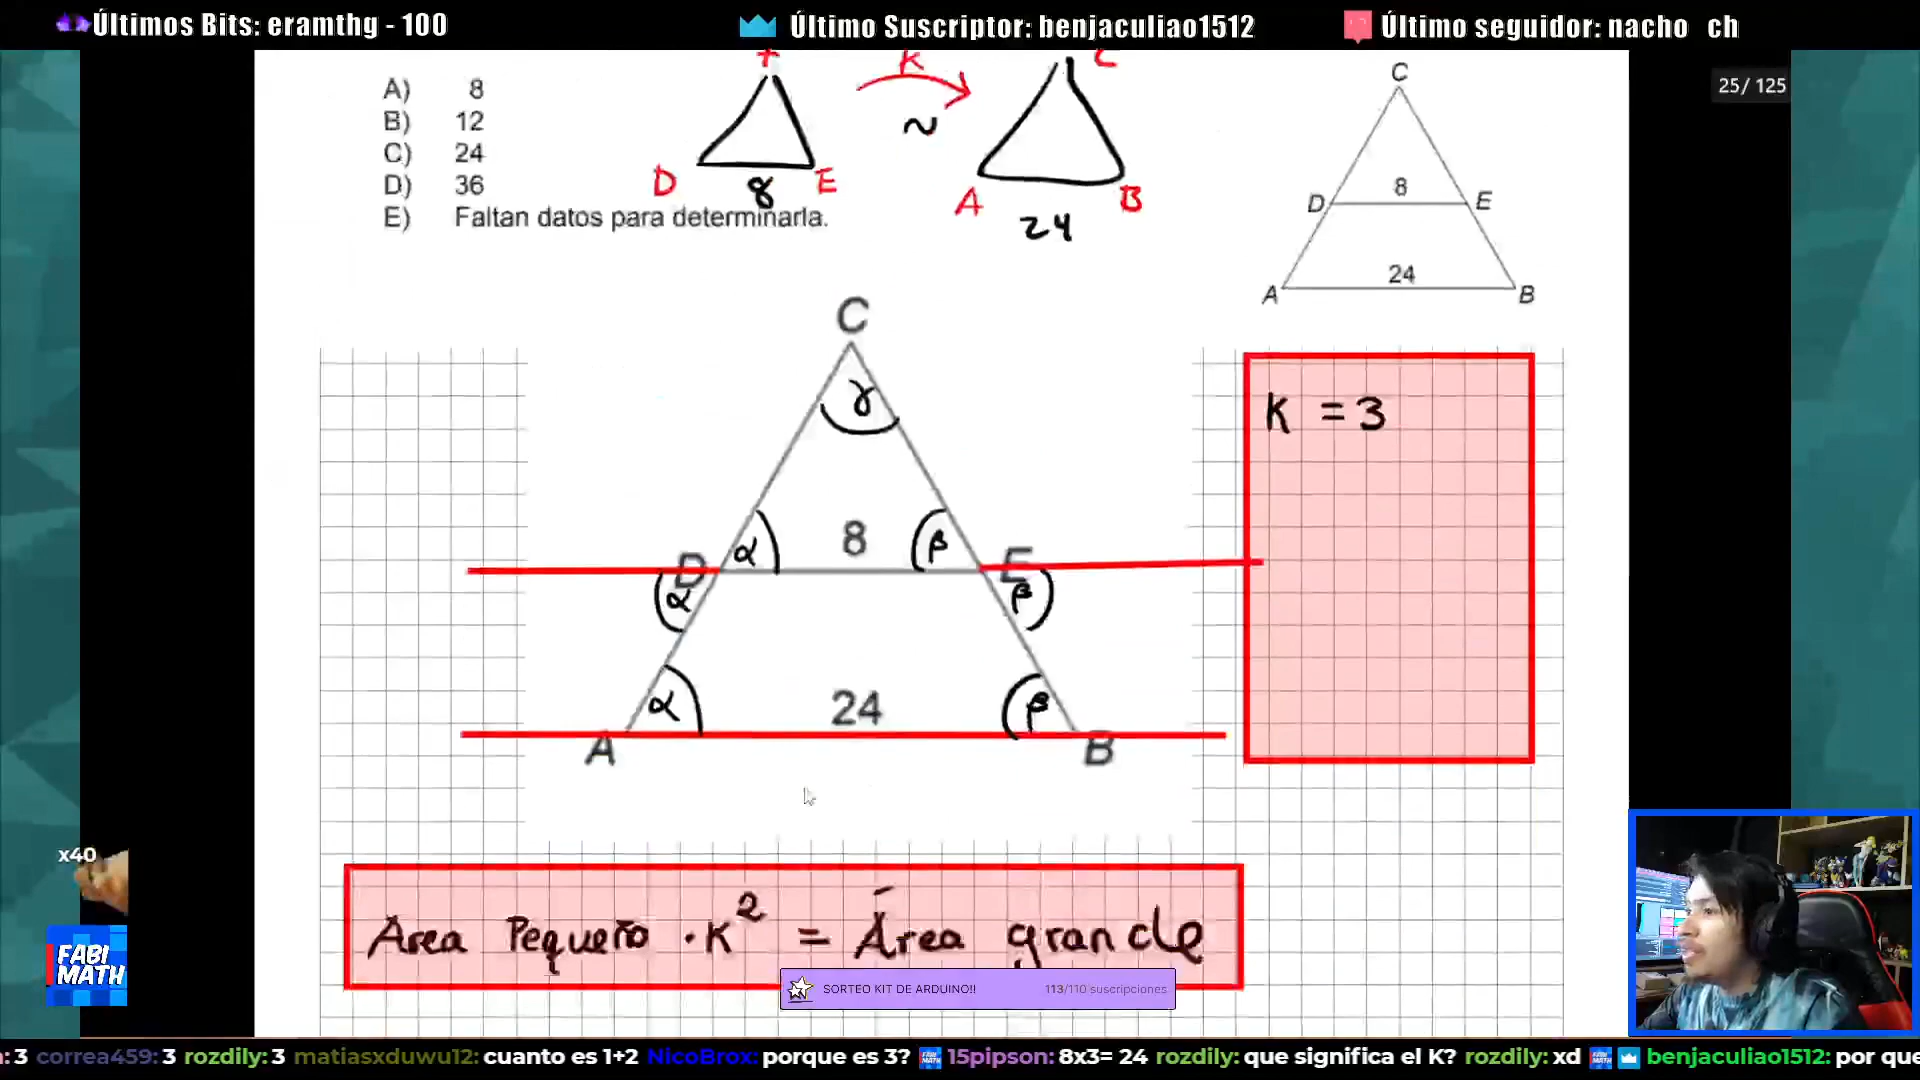 Últimos Bits: eramthg - 100
Último Suscriptor: benjaculiao1512
Último seguidor: nacho ch
25/ 125
A) 8
B) 12
C) 24
D) 36
E) Faltan datos para determinarla.
K
~
D 8 E
A 24 B
C
D 8 E
A 24 B
C
γ
D α 8 β E
α β
A α 24 β B
K = 3
x40
FABI
MATH
Area Pequeño · K² = Área grande
SORTEO KIT DE ARDUINO!! 113/110 suscripciones
: 3 correa459: 3 rozdily: 3 matiasxduwu12: cuanto es 1+2 NicoBrox: porque es 3? 15pipson: 8x3= 24 rozdily: que significa el K? rozdily: xd benjaculiao1512: por que